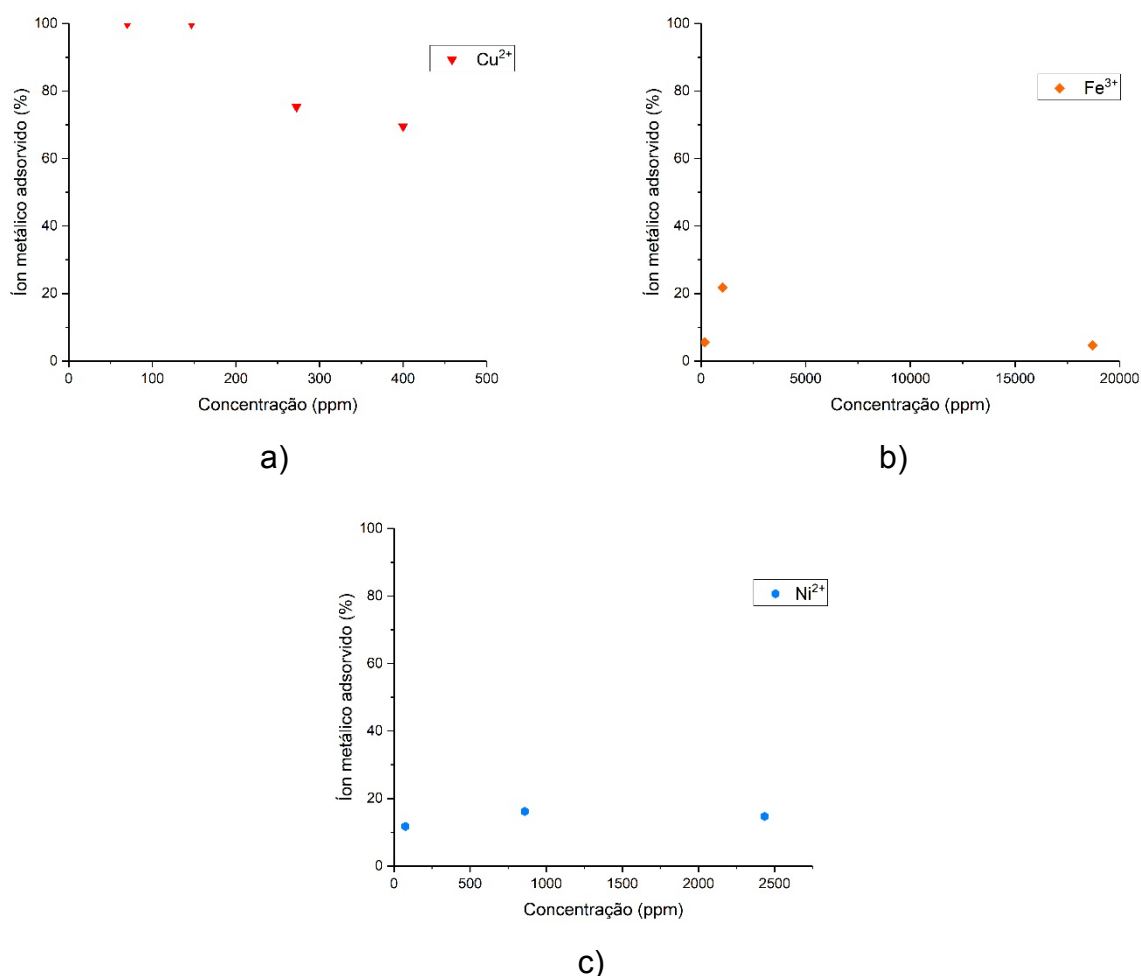 Íon metálico adsorvido (%)
100
80
60
40
20
0
Cu²⁺
0 100 200 300 400 500
Concentração (ppm)
a)
Íon metálico adsorvido (%)
100
80
60
40
20
0
Fe³⁺
0 5000 10000 15000 20000
Concentração (ppm)
b)
Íon metálico adsorvido (%)
100
80
60
40
20
0
Ni²⁺
0 500 1000 1500 2000 2500
Concentração (ppm)
c)